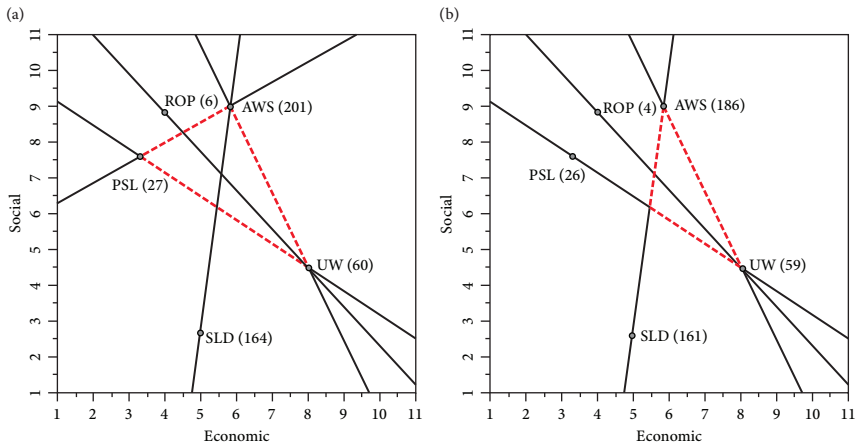 (a)
11
10
9
8
7
6
5
4
3
2
1
Social
ROP (6)
AWS (201)
PSL (27)
UW (60)
SLD (164)
1 2 3 4 5 6 7 8 9 10 11
Economic
(b)
11
10
9
8
7
6
5
4
3
2
1
Social
ROP (4)
AWS (186)
PSL (26)
UW (59)
SLD (161)
1 2 3 4 5 6 7 8 9 10 11
Economic